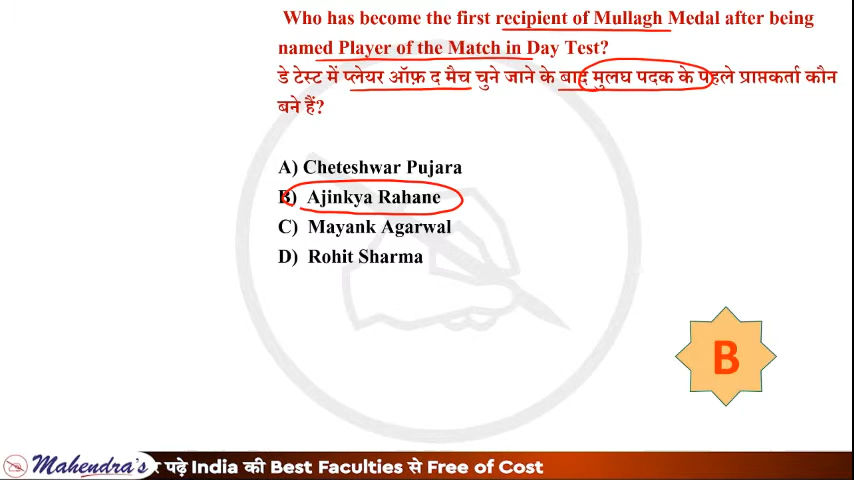 Who has become the first recipient of Mullagh Medal after being
named Player of the Match in Day Test?
डे टेस्ट में प्लेयर ऑफ़ द मैच चुने जाने के बाद मुलघ पदक के पहले प्राप्तकर्ता कौन
बने हैं?
A) Cheteshwar Pujara
B) Ajinkya Rahane
C) Mayank Agarwal
D) Rohit Sharma
B
Mahendra's र पढ़े India की Best Faculties से Free of Cost